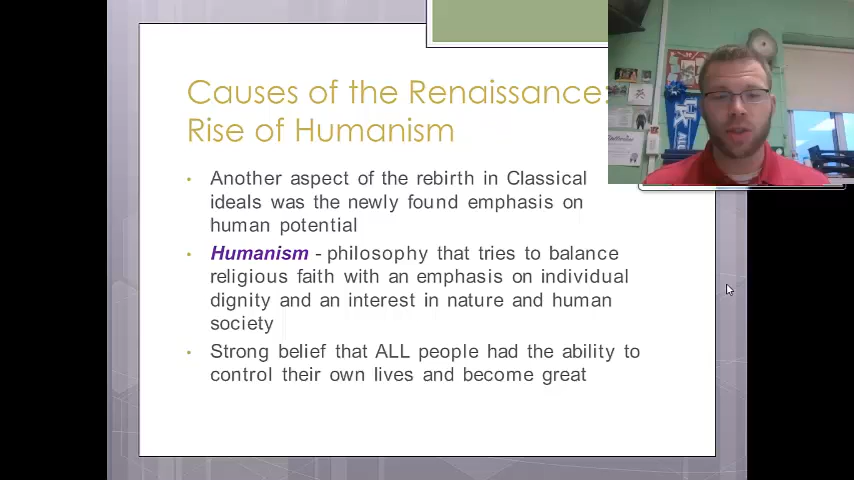 Causes of the Renaissance:
Rise of Humanism
• Another aspect of the rebirth in Classical
ideals was the newly found emphasis on
human potential
• Humanism - philosophy that tries to balance
religious faith with an emphasis on individual
dignity and an interest in nature and human
society
• Strong belief that ALL people had the ability to
control their own lives and become great